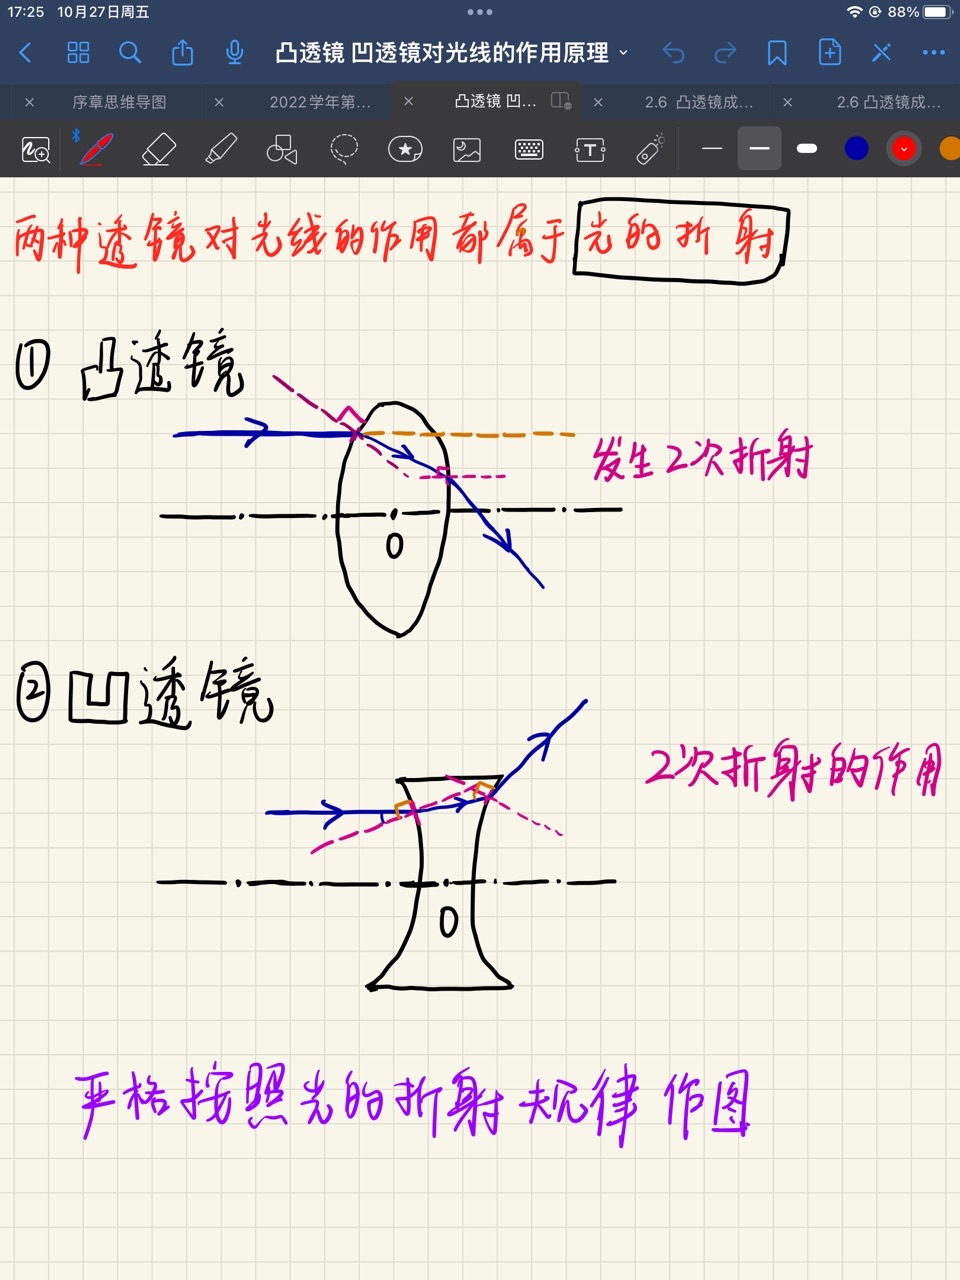 17:25 10月27日周五
88%
凸透镜 凹透镜对光线的作用原理
序章思维导图
2022学年第...
凸透镜 凹...
2.6 凸透镜成...
2.6 凸透镜成...
T
两种透镜对光线的作用都属于光的折射
① 凸透镜
发生2次折射
O
② 凹透镜
2次折射的作用
O
严格按照光的折射规律作图